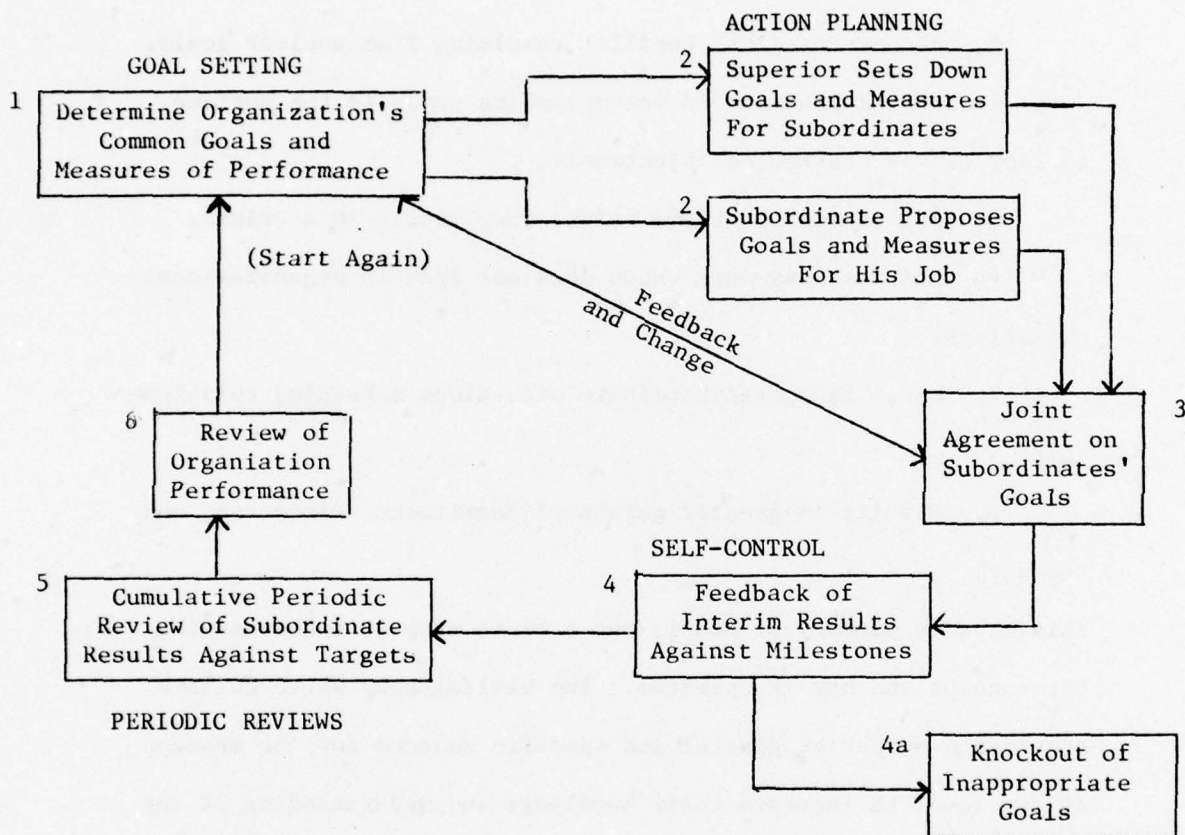 ACTION PLANNING
GOAL SETTING
2
Superior Sets Down
Goals and Measures
For Subordinates
1
Determine Organization's
Common Goals and
Measures of Performance
2
Subordinate Proposes
Goals and Measures
For His Job
(Start Again)
Feedback
and Change
3
Joint
Agreement on
Subordinates'
Goals
6
Review of
Organiation
Performance
SELF-CONTROL
4
Feedback of
Interim Results
Against Milestones
5
Cumulative Periodic
Review of Subordinate
Results Against Targets
PERIODIC REVIEWS
4a
Knockout of
Inappropriate
Goals